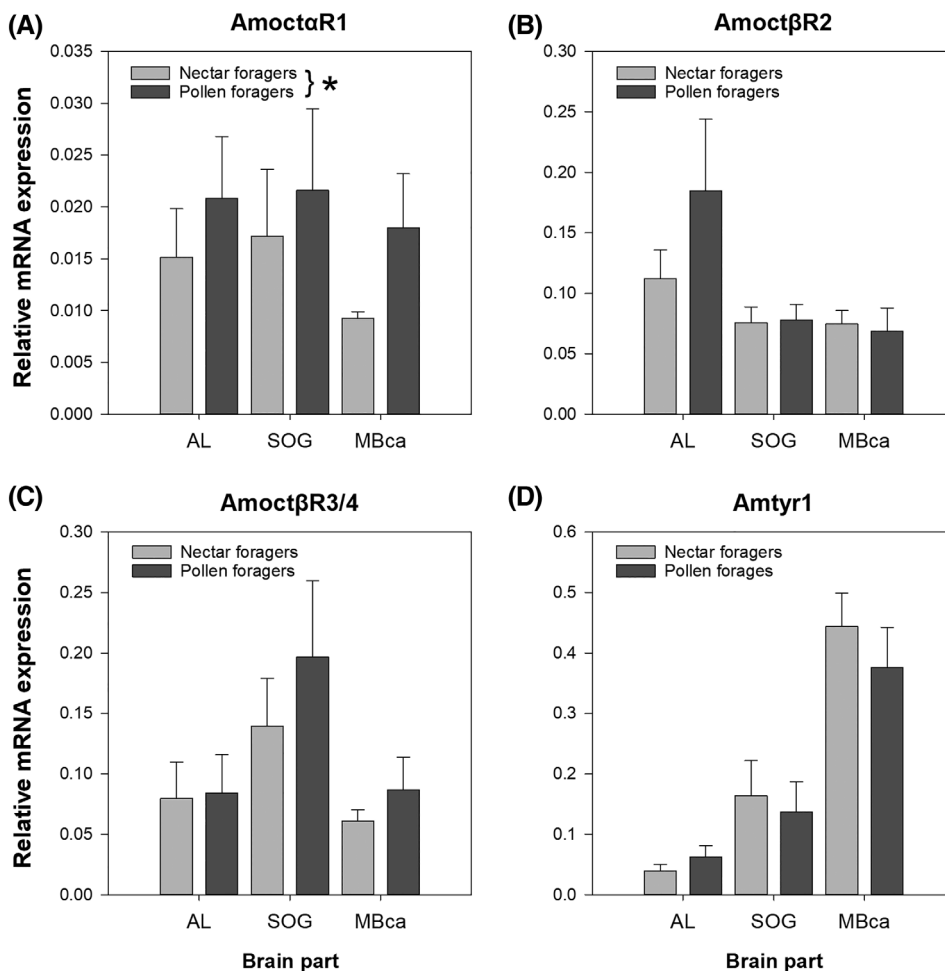 (A)
AmoctαR1
Relative mRNA expression
0.035
0.030
0.025
0.020
0.015
0.010
0.005
0.000
Nectar foragers
Pollen foragers
} *
AL SOG MBca
(B)
AmoctβR2
0.30
0.25
0.20
0.15
0.10
0.05
0.00
Nectar foragers
Pollen foragers
AL SOG MBca
(C)
AmoctβR3/4
Relative mRNA expression
0.30
0.25
0.20
0.15
0.10
0.05
0.00
Nectar foragers
Pollen foragers
AL SOG MBca
Brain part
(D)
Amtyr1
0.6
0.5
0.4
0.3
0.2
0.1
0.0
Nectar foragers
Pollen forages
AL SOG MBca
Brain part